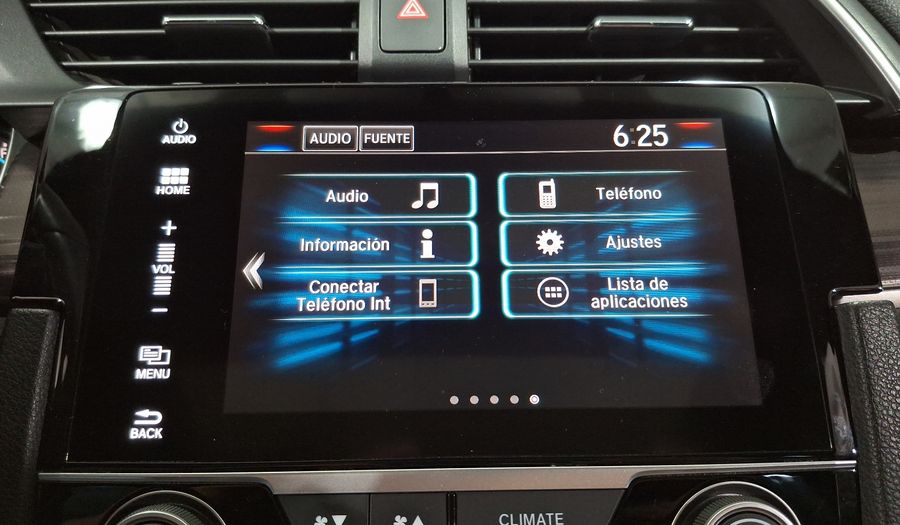 AUDIO
HOME
+
VOL
−
MENU
BACK
AUDIO FUENTE 6:25
Audio
Teléfono
Información
Ajustes
Conectar
Teléfono Int
Lista de
aplicaciones
CLIMATE